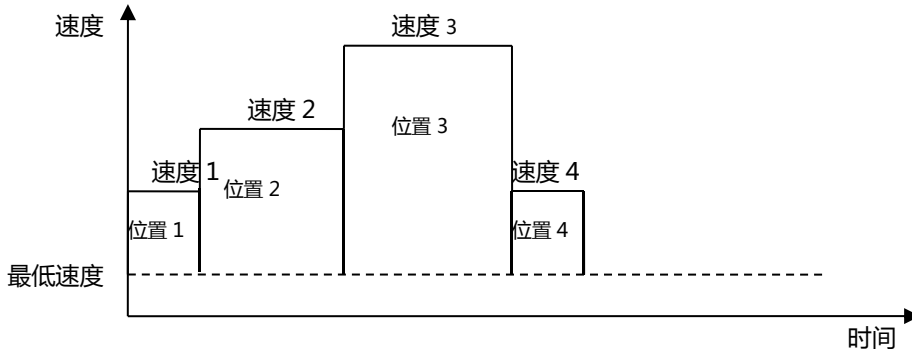 速度
速度 3
速度 2
位置 3
速度 1
位置 2
速度 4
位置 1
位置 4
最低速度
时间